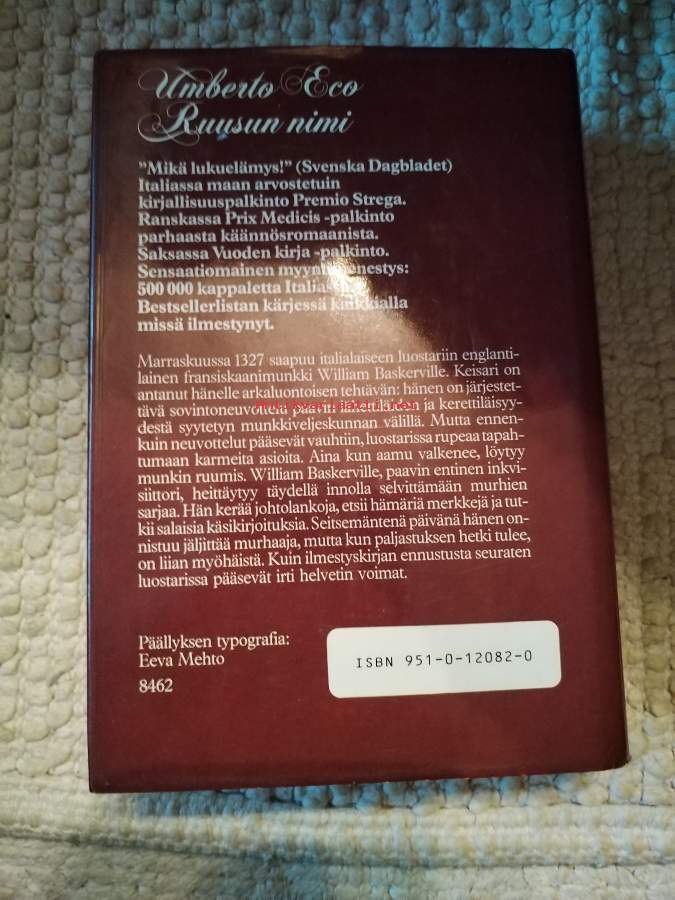 Umberto Eco
Ruusun nimi
"Mikä lukuelämys!" (Svenska Dagbladet)
Italiassa maan arvostetuin
kirjallisuuspalkinto Premio Strega.
Ranskassa Prix Medicis -palkinto
parhaasta käännösromaanista.
Saksassa Vuoden kirja -palkinto.
Sensaatiomainen
500 000 kappaletta
Bestsellerlistan kärjessä kaikkialla
missä ilmestynyt.
Marraskuussa 1327 saapuu italialaiseen luostariin englanti-
lainen fransiskaanimunkki William Baskerville. Keisari on
antanut hänelle arkaluontoisen tehtävän: hänen on järjestet-
tävä sovintoneuvottelu paavin ja kerettiläisyy-
destä syytetyn munkkiveljeskunnan välillä. Mutta ennen-
kuin neuvottelut pääsevät vauhtiin, luostarissa rupeaa tapah-
tumaan karmeita asioita. Aina kun aamu valkenee, löytyy
munkin ruumis. William Baskerville, paavin entinen inkvi-
siittori, heittäytyy täydellä innolla selvittämään murhien
sarjaa. Hän kerää johtolankoja, etsii hämäriä merkkejä ja tut-
kii salaisia käsikirjoituksia. Seitsemäntenä päivänä hänen on-
nistuu jäljittää murhaaja, mutta kun paljastuksen hetki tulee,
on liian myöhäistä. Kuin ilmestyskirjan ennustusta seuraten
luostarissa pääsevät irti helvetin voimat.
Päällyksen typografia:
Eeva Mehto
8462
ISBN 951-0-12082-0